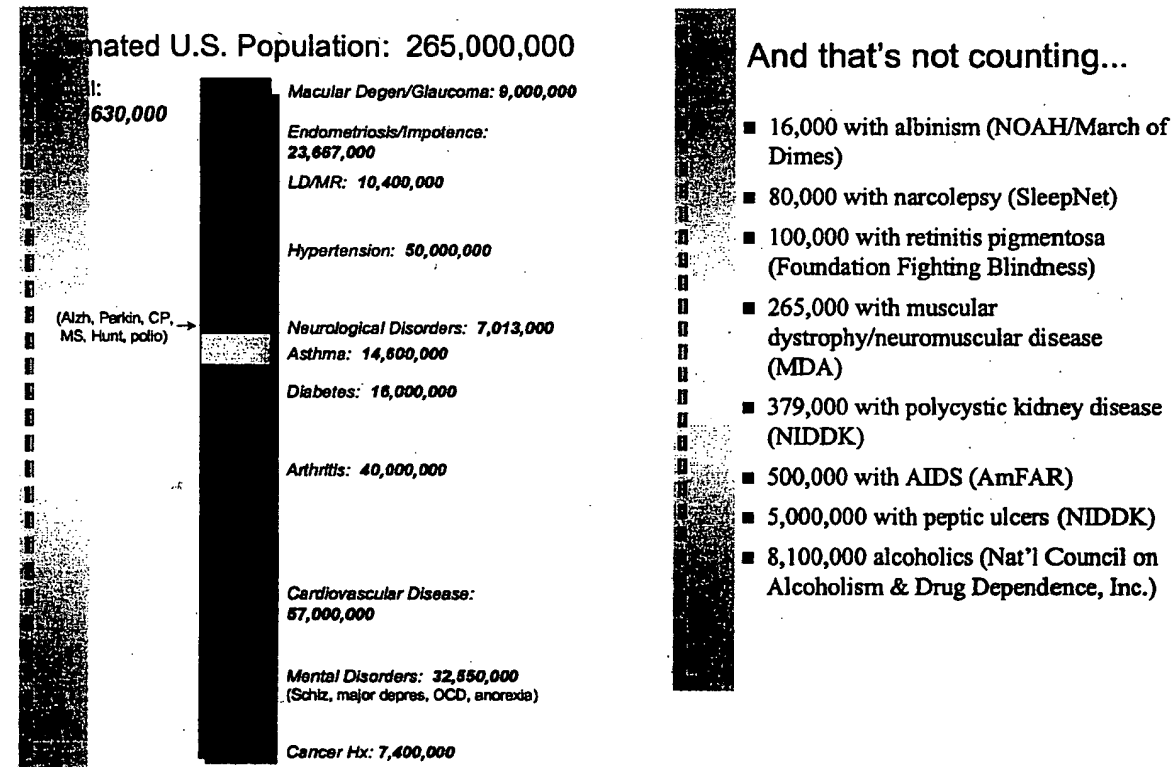 mated U.S. Population: 265,000,000
l:
630,000
Macular Degen/Glaucoma: 9,000,000
Endometriosis/Impotence:
23,667,000
LD/MR: 10,400,000
Hypertension: 50,000,000
(Alzh, Parkin, CP,
MS, Hunt, polio)
Neurological Disorders: 7,013,000
Asthma: 14,600,000
Diabetes: 16,000,000
Arthritis: 40,000,000
Cardiovascular Disease:
57,000,000
Mental Disorders: 32,550,000
(Schiz, major depres, OCD, anorexia)
Cancer Hx: 7,400,000
And that's not counting...
■ 16,000 with albinism (NOAH/March of
Dimes)
■ 80,000 with narcolepsy (SleepNet)
■ 100,000 with retinitis pigmentosa
(Foundation Fighting Blindness)
■ 265,000 with muscular
dystrophy/neuromuscular disease
(MDA)
■ 379,000 with polycystic kidney disease
(NIDDK)
■ 500,000 with AIDS (AmFAR)
■ 5,000,000 with peptic ulcers (NIDDK)
■ 8,100,000 alcoholics (Nat'l Council on
Alcoholism & Drug Dependence, Inc.)